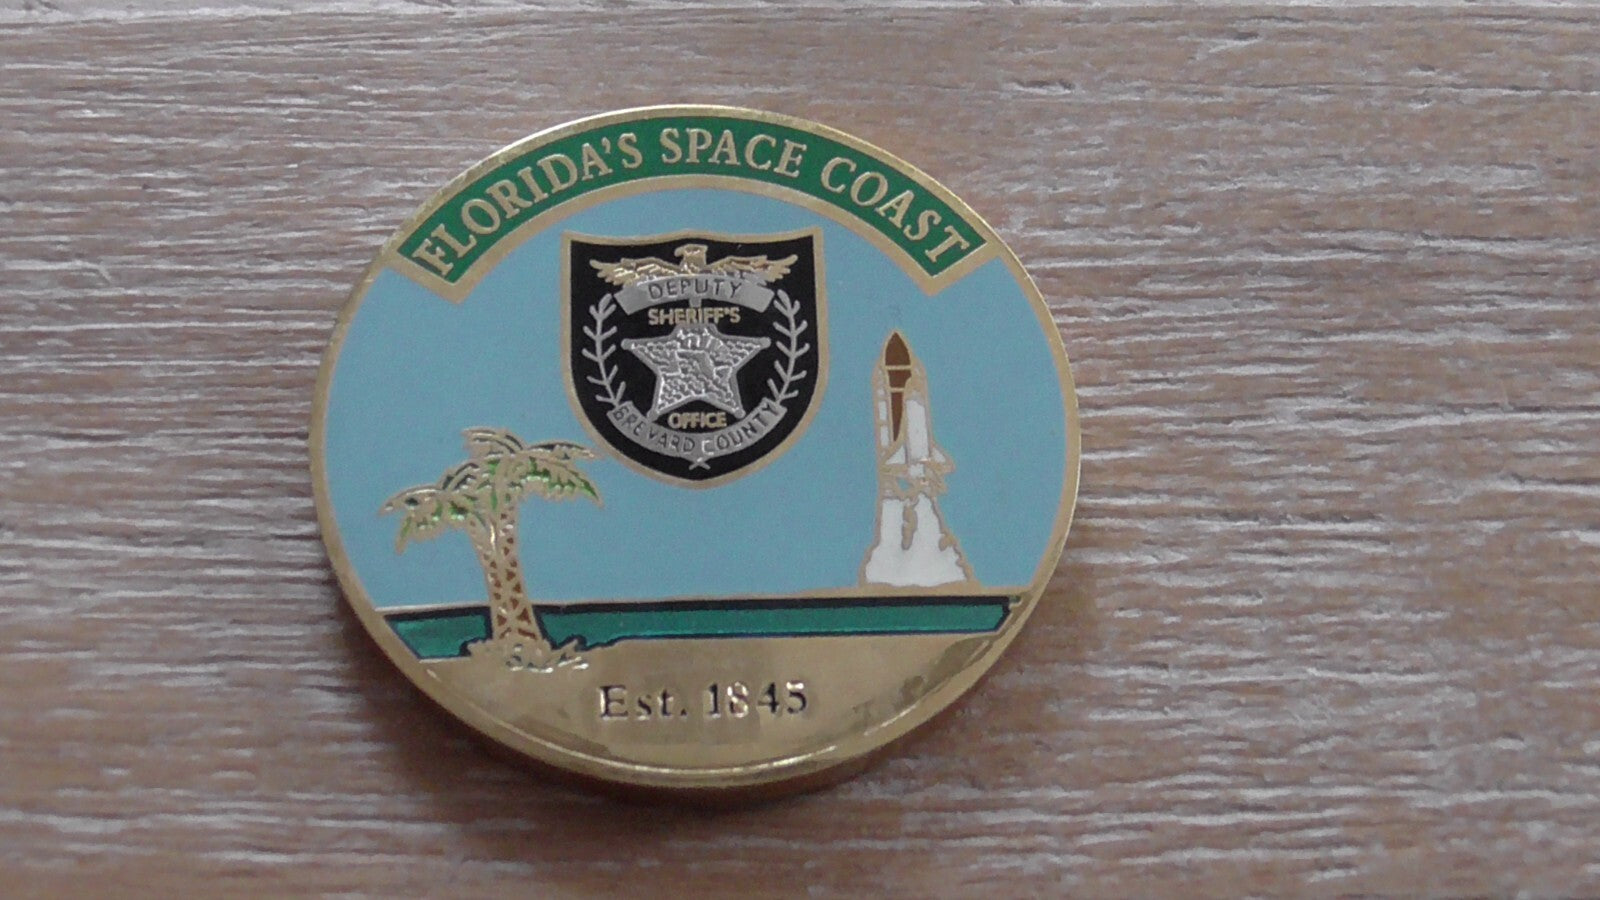 FLORIDA'S SPACE COAST
DEPUTY
SHERIFF'S
OFFICE
BREVARD COUNTY
Est. 1845